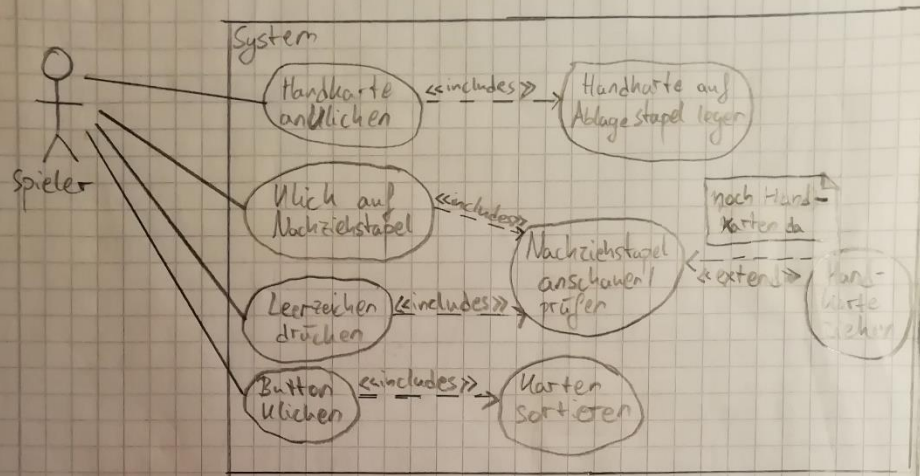 System
Handkarte
anklicken
«includes»
Handkarte auf
Ablagestapel legen
Spieler
Klick auf
Nachziehstapel
«includes»
Nachziehstapel
anschauen/
prüfen
noch Hand-
karten da
«extend»
Hand-
karte
ziehen
Leerzeichen
drücken
«includes»
Button
klicken
«includes»
Karten
sortieren